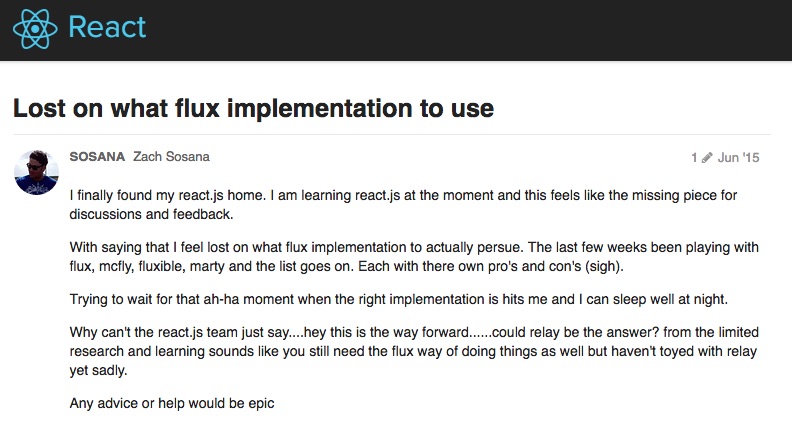 React
Lost on what flux implementation to use
SOSANA Zach Sosana
1 Jun '15
I finally found my react.js home. I am learning react.js at the moment and this feels like the missing piece for
discussions and feedback.
With saying that I feel lost on what flux implementation to actually persue. The last few weeks been playing with
flux, mcfly, fluxible, marty and the list goes on. Each with there own pro's and con's (sigh).
Trying to wait for that ah-ha moment when the right implementation is hits me and I can sleep well at night.
Why can't the react.js team just say....hey this is the way forward......could relay be the answer? from the limited
research and learning sounds like you still need the flux way of doing things as well but haven't toyed with relay
yet sadly.
Any advice or help would be epic